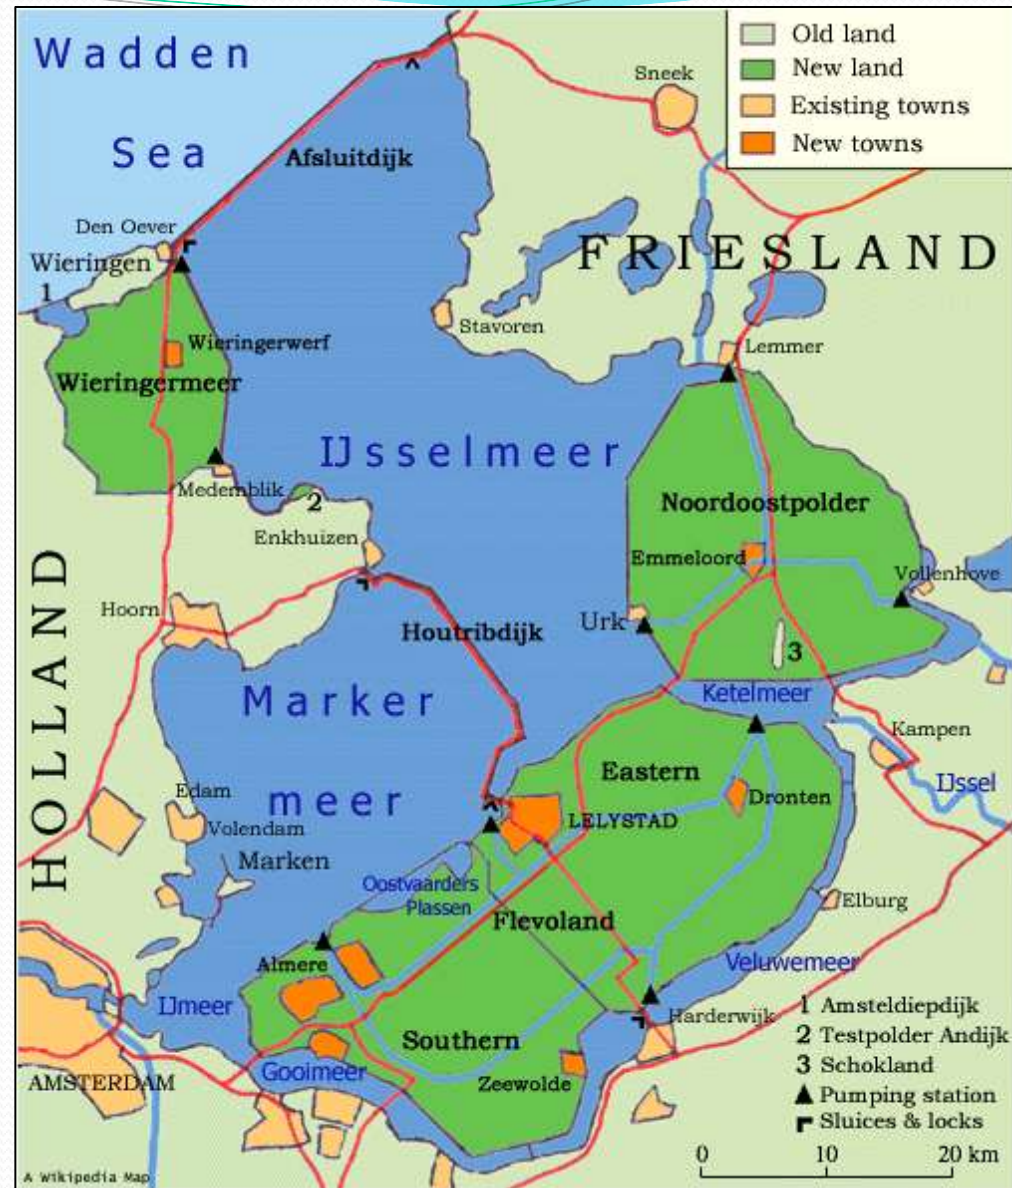 Wadden
Sea
Old land
New land
Existing towns
New towns
Sneek
Afsluitdijk
Den Oever
Wieringen
1
FRIESLAND
Stavoren
Wieringerwerf
Lemmer
Wieringermeer
IJsselmeer
Medemblik
2
Noordoostpolder
Enkhuizen
Emmeloord
Vollenhove
HOLLAND
Hoorn
Houtribdijk
Urk
3
Marker
meer
Ketelmeer
Kampen
IJssel
Eastern
Edam
Volendam
Marken
LELYSTAD
Dronten
Oostvaarders
Plassen
Elburg
Flevoland
Almere
Veluwemeer
IJmeer
Harderwijk
Southern
Gooimeer
Zeewolde
AMSTERDAM
1 Amsteldiepdijk
2 Testpolder Andijk
3 Schokland
Pumping station
Sluices & locks
0 10 20 km
A Wikipedia Map